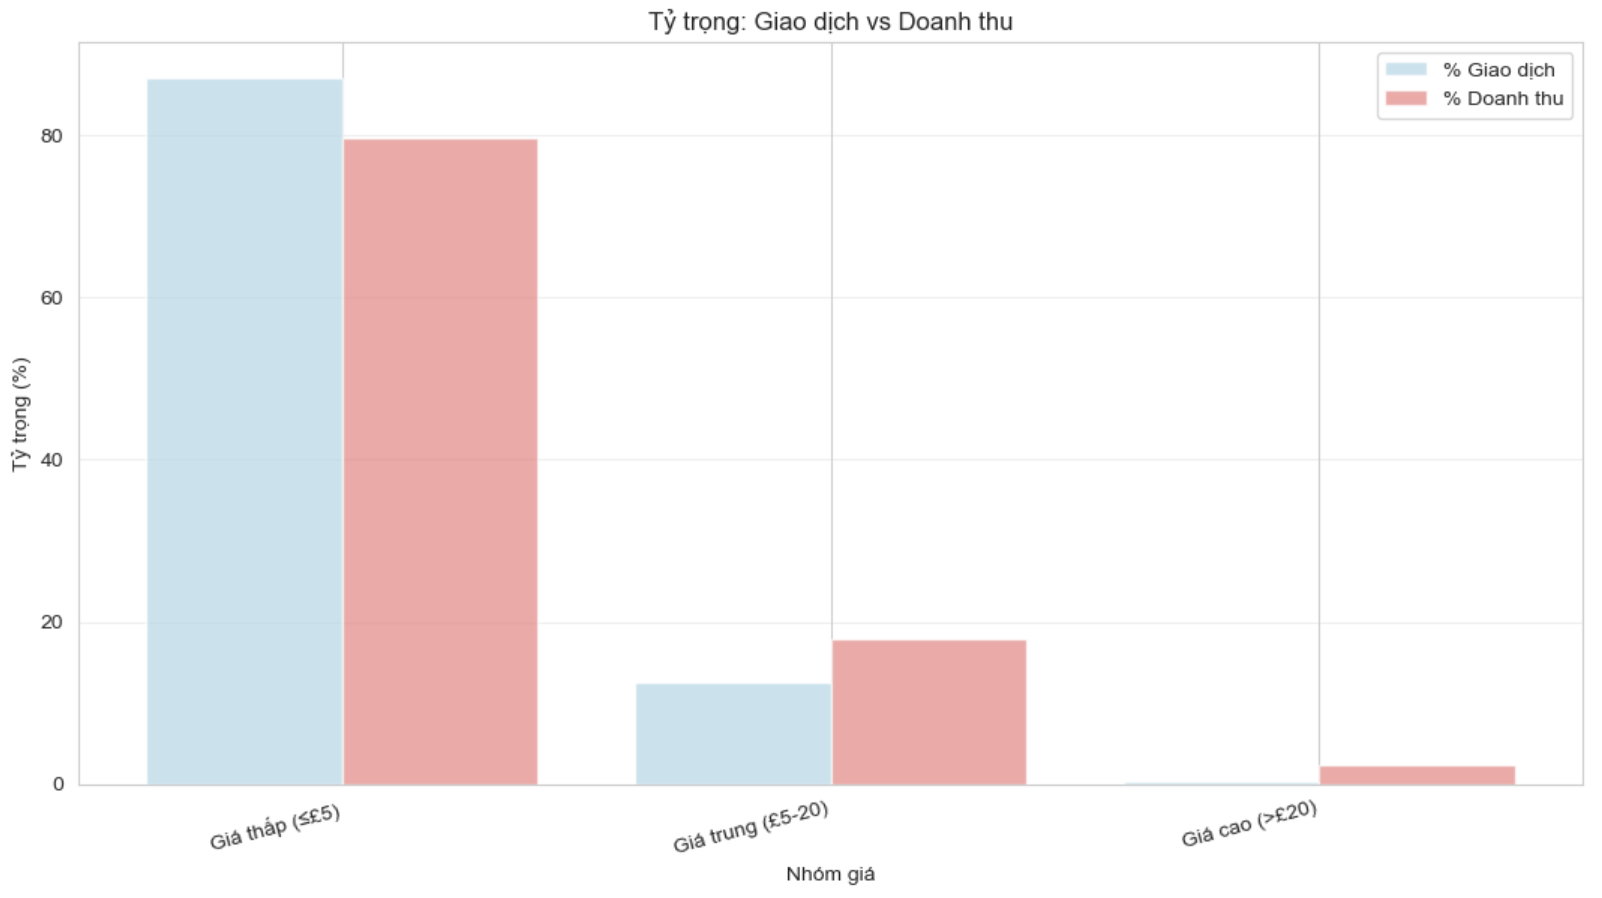 Tỷ trọng: Giao dịch vs Doanh thu
% Giao dịch
% Doanh thu
Tỷ trọng (%)
80
60
40
20
0
Giá thấp (≤£5)
Giá trung (£5-20)
Giá cao (>£20)
Nhóm giá